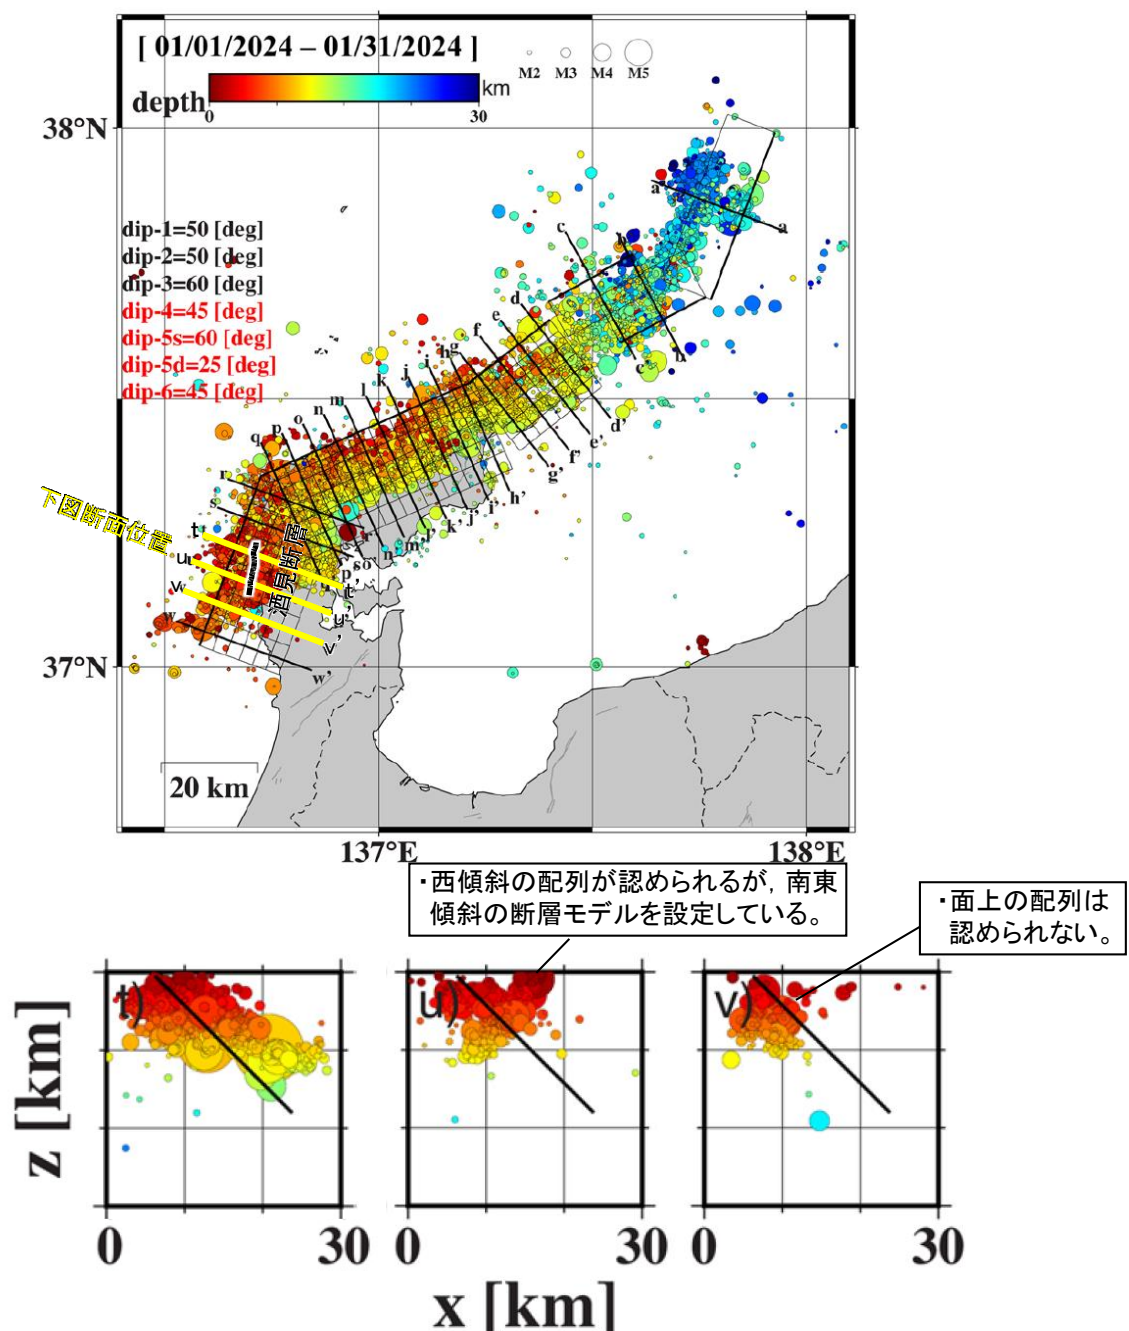 [ 01/01/2024 – 01/31/2024 ]
M2 M3 M4 M5
depth
0 30
km
38°N
dip-1=50 [deg]
dip-2=50 [deg]
dip-3=60 [deg]
dip-4=45 [deg]
dip-5s=60 [deg]
dip-5d=25 [deg]
dip-6=45 [deg]
a' a
c b
d
e
f
g
h
i
j
k
l
m
n
o
p
q
r
s
t
u
v
w
c' b'
d'
e'
f'
g'
h'
i'
j'
k'
l'
m'
n'
o'
p'
t'
u'
v'
w'
下図断面位置
酒見断層
37°N
20 km
137°E 138°E
・西傾斜の配列が認められるが，南東
傾斜の断層モデルを設定している。
・面上の配列は
認められない。
t) u) v)
z [km]
0 30 0 30 0 30
x [km]